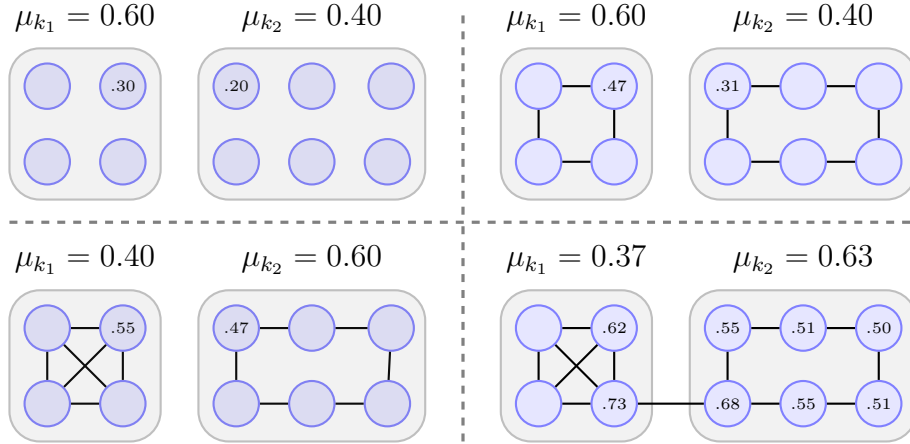 μ_{k_1} = 0.60 μ_{k_2} = 0.40
.30 .20
μ_{k_1} = 0.60 μ_{k_2} = 0.40
.47 .31
μ_{k_1} = 0.40 μ_{k_2} = 0.60
.55 .47
μ_{k_1} = 0.37 μ_{k_2} = 0.63
.62 .55 .51 .50
.73 .68 .55 .51